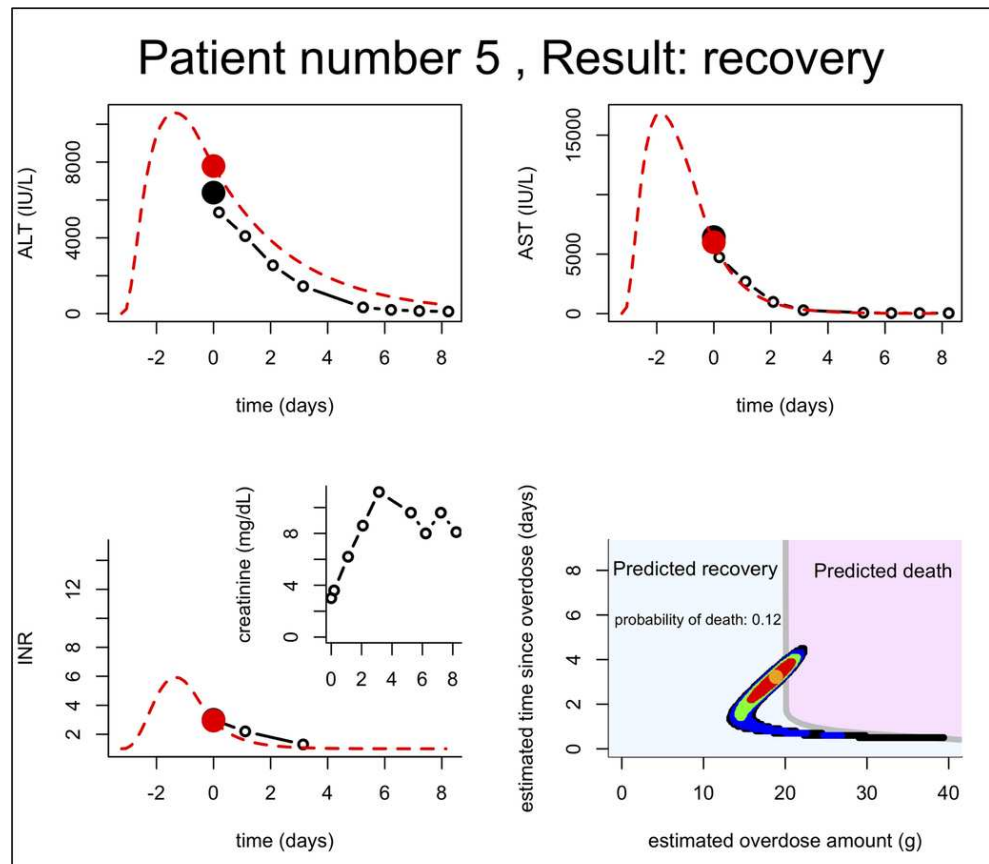 Patient number 5 , Result: recovery
ALT (IU/L)
0 4000 8000
-2 0 2 4 6 8
time (days)
AST (IU/L)
0 5000 15000
-2 0 2 4 6 8
time (days)
INR
2 4 6 8 10 14
-2 0 2 4 6 8
time (days)
creatinine (mg/dL)
0 4 8
0 2 4 6 8
estimated time since overdose (days)
0 2 4 6 8
Predicted recovery
Predicted death
probability of death: 0.12
0 10 20 30 40
estimated overdose amount (g)